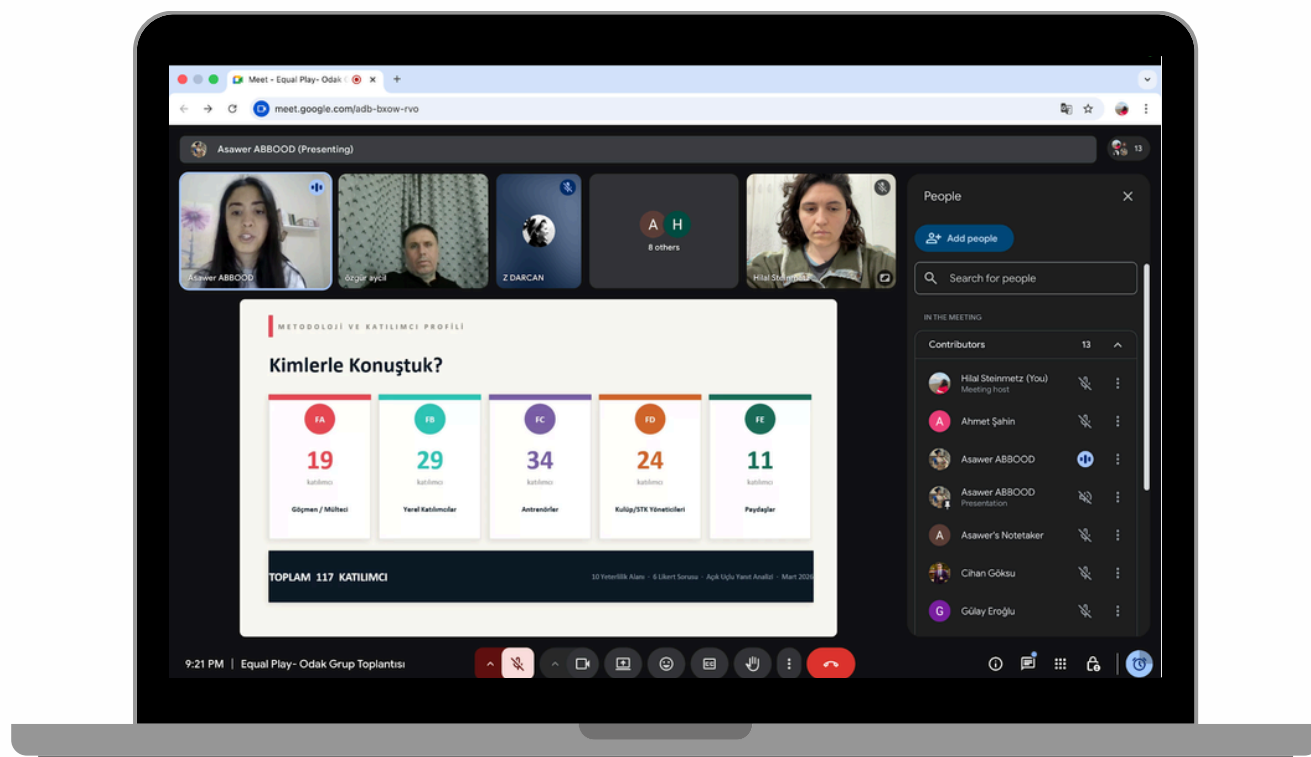 Meet - Equal Play- Odak
meet.google.com/adb-bxow-rvo
Asawer ABBOOD (Presenting)
13
Asawer ABBOOD
özgür aycil
Z DARCAN
A H
8 others
Hilal Steinmetz
People
Add people
Search for people
IN THE MEETING
Contributors 13
Hilal Steinmetz (You)
Meeting host
A Ahmet Şahin
Asawer ABBOOD
Asawer ABBOOD
Presentation
A Asawer's Notetaker
Cihan Göksu
G Gülay Eroğlu
METODOLOJİ VE KATILIMCI PROFİLİ
Kimlerle Konuştuk?
FA FB FC FD FE
19 29 34 24 11
katılımcı katılımcı katılımcı katılımcı katılımcı
Göçmen / Mülteci Yerel Katılımcılar Antrenörler Kulüp/STK Yöneticileri Paydaşlar
TOPLAM 117 KATILIMCI
10 Yeterlilik Alanı · 6 Likert Sorusu · Açık Uçlu Yanıt Analizi · Mart 2026
9:21 PM | Equal Play- Odak Grup Toplantısı